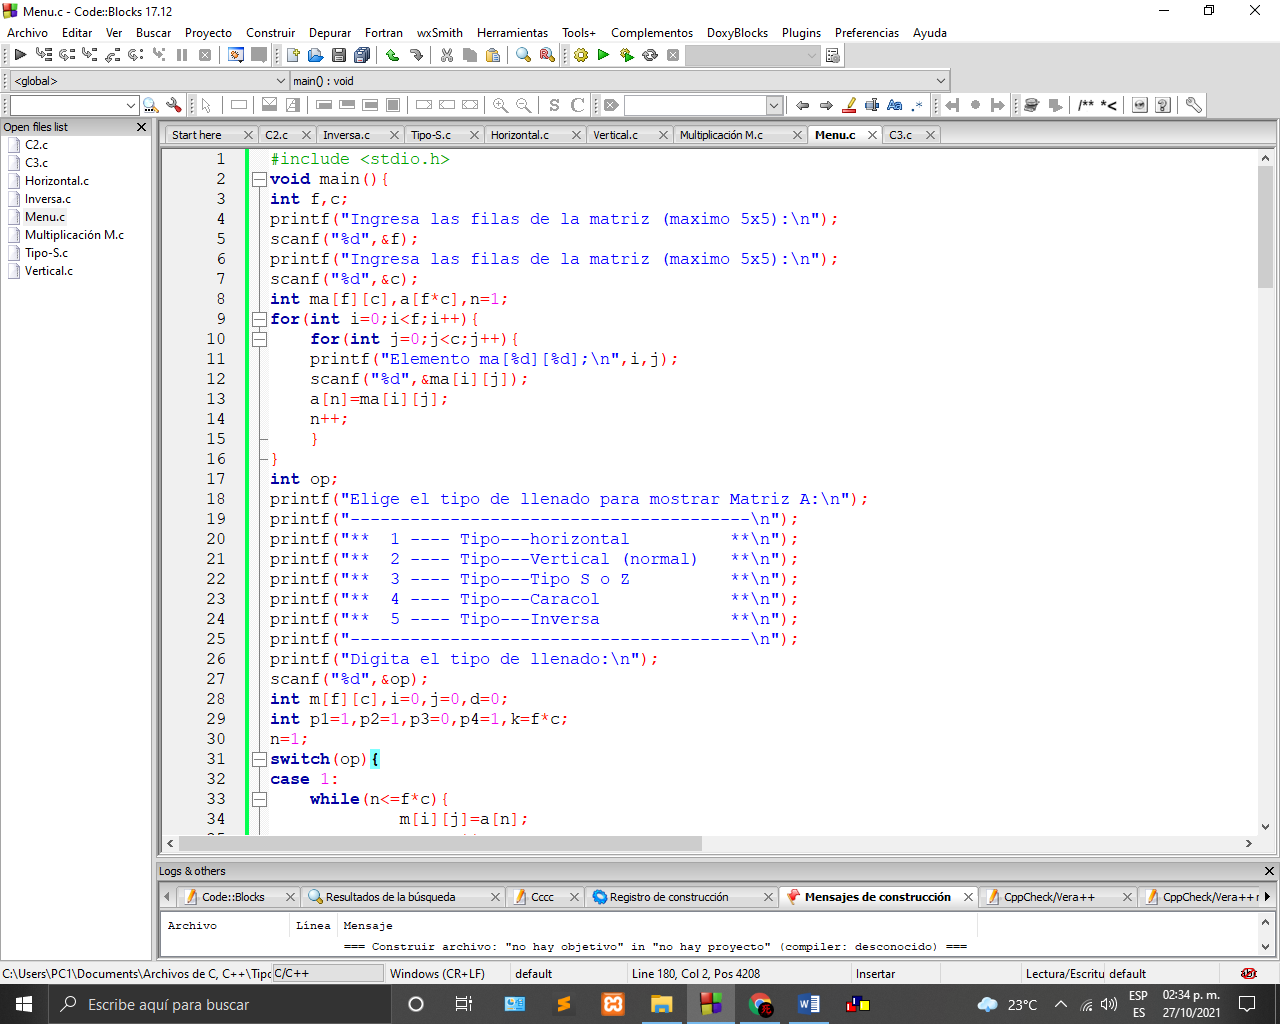 Menu.c - Code::Blocks 17.12
Archivo Editar Ver Buscar Proyecto Construir Depurar Fortran wxSmith Herramientas Tools+ Complementos DoxyBlocks Plugins Preferencias Ayuda
<global> main() : void
S C /** *<
Open files list
Start here C2.c Inversa.c Tipo-S.c Horizontal.c Vertical.c Multiplicación M.c Menu.c C3.c
C2.c
C3.c
Horizontal.c
Inversa.c
Menu.c
Multiplicación M.c
Tipo-S.c
Vertical.c
1 #include <stdio.h>
2 void main(){
3 int f,c;
4 printf("Ingresa las filas de la matriz (maximo 5x5):\n");
5 scanf("%d",&f);
6 printf("Ingresa las filas de la matriz (maximo 5x5):\n");
7 scanf("%d",&c);
8 int ma[f][c],a[f*c],n=1;
9 for(int i=0;i<f;i++){
10 for(int j=0;j<c;j++){
11 printf("Elemento ma[%d][%d];\n",i,j);
12 scanf("%d",&ma[i][j]);
13 a[n]=ma[i][j];
14 n++;
15 }
16 }
17 int op;
18 printf("Elige el tipo de llenado para mostrar Matriz A:\n");
19 printf("----------------------------------------\n");
20 printf("**  1 ---- Tipo---horizontal          **\n");
21 printf("**  2 ---- Tipo---Vertical (normal)   **\n");
22 printf("**  3 ---- Tipo---Tipo S o Z          **\n");
23 printf("**  4 ---- Tipo---Caracol             **\n");
24 printf("**  5 ---- Tipo---Inversa             **\n");
25 printf("----------------------------------------\n");
26 printf("Digita el tipo de llenado:\n");
27 scanf("%d",&op);
28 int m[f][c],i=0,j=0,d=0;
29 int p1=1,p2=1,p3=0,p4=1,k=f*c;
30 n=1;
31 switch(op){
32 case 1:
33 while(n<=f*c){
34 m[i][j]=a[n];
Logs & others
Code::Blocks Resultados de la búsqueda Cccc Registro de construcción Mensajes de construcción CppCheck/Vera++ CppCheck/Vera++
Archivo Línea Mensaje
=== Construir archivo: "no hay objetivo" in "no hay proyecto" (compiler: desconocido) ===
C:\Users\PC1\Documents\Archivos de C, C++\Tipo C/C++ Windows (CR+LF) default Line 180, Col 2, Pos 4208 Insertar Lectura/Escritu default
Escribe aquí para buscar 23°C ESP ES 02:34 p. m. 27/10/2021